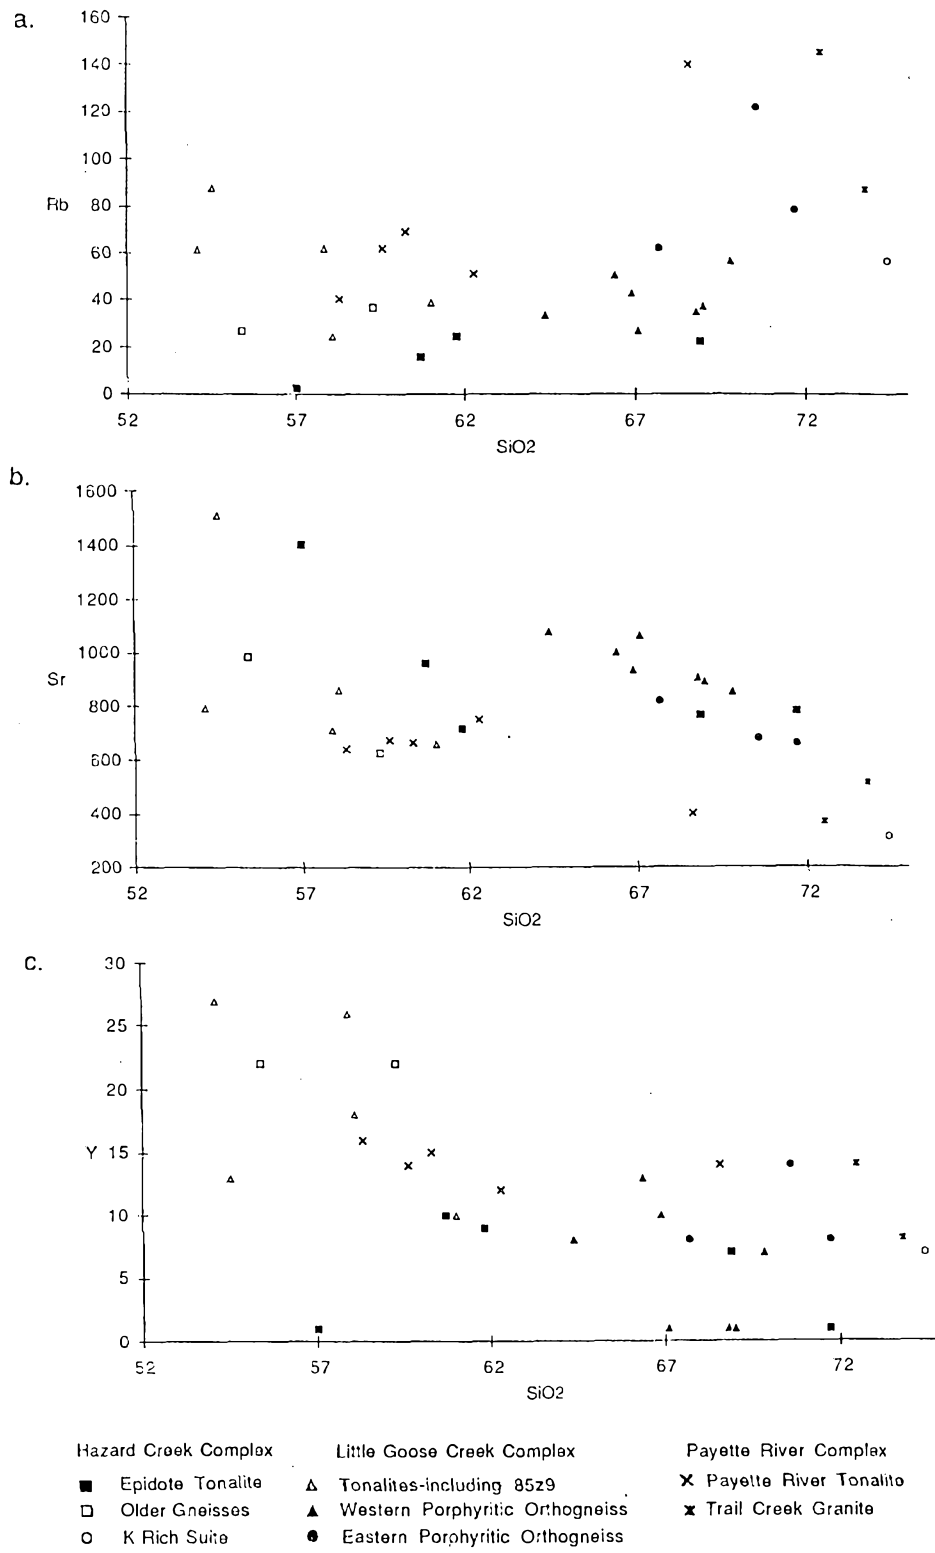 a.
160
140
120
100
Rb 80
60
40
20
0
52 57 62 67 72
SiO2
b.
1600
1400
1200
1000
Sr 800
600
400
200
52 57 62 67 72
SiO2
c.
30
25
20
Y 15
10
5
0
52 57 62 67 72
SiO2
Hazard Creek Complex Little Goose Creek Complex Payette River Complex
Epidote Tonalite Tonalites-including 85z9 Payette River Tonalite
Older Gneisses Western Porphyritic Orthogneiss Trail Creek Granite
K Rich Suite Eastern Porphyritic Orthogneiss